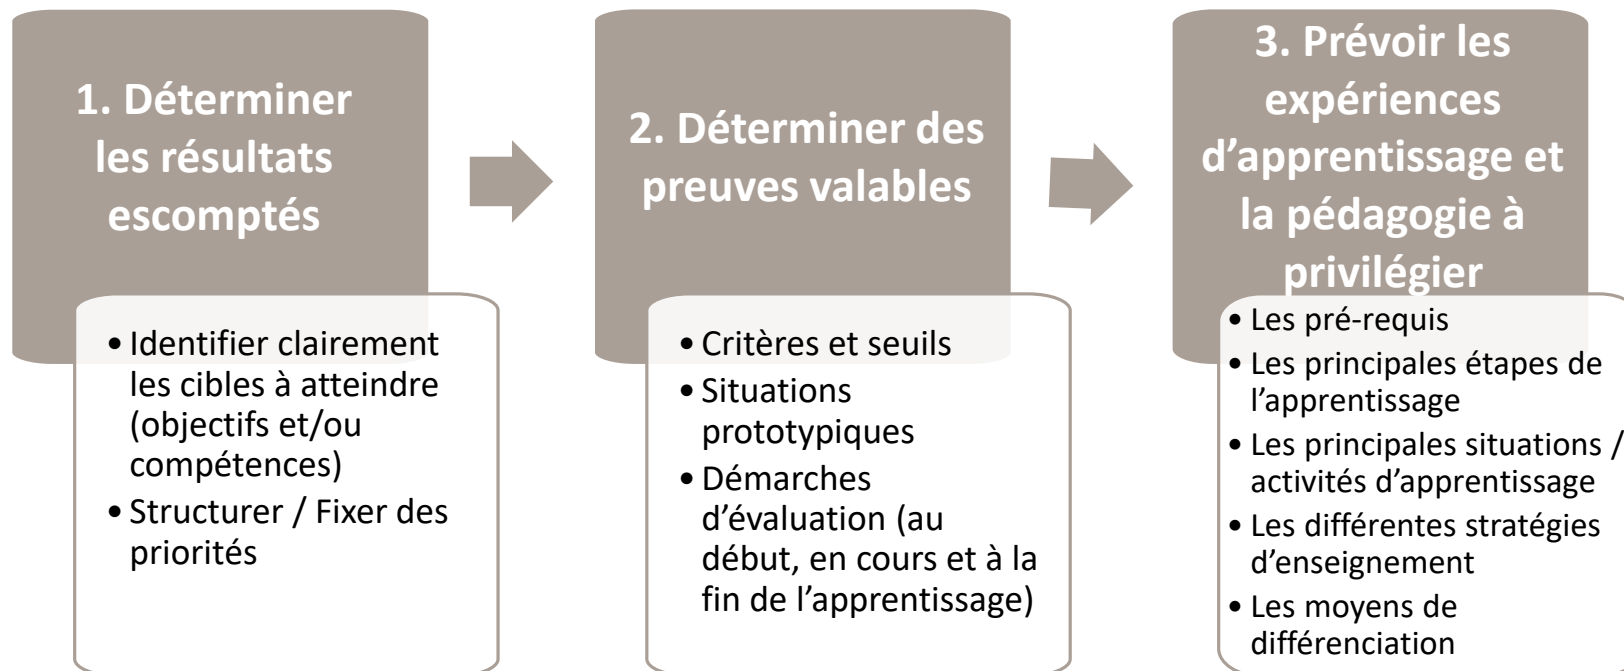 1. Déterminer
les résultats
escomptés
• Identifier clairement
les cibles à atteindre
(objectifs et/ou
compétences)
• Structurer / Fixer des
priorités
2. Déterminer des
preuves valables
• Critères et seuils
• Situations
prototypiques
• Démarches
d’évaluation (au
début, en cours et à la
fin de l’apprentissage)
3. Prévoir les
expériences
d’apprentissage et
la pédagogie à
privilégier
• Les pré-requis
• Les principales étapes de
l’apprentissage
• Les principales situations /
activités d’apprentissage
• Les différentes stratégies
d’enseignement
• Les moyens de
différenciation